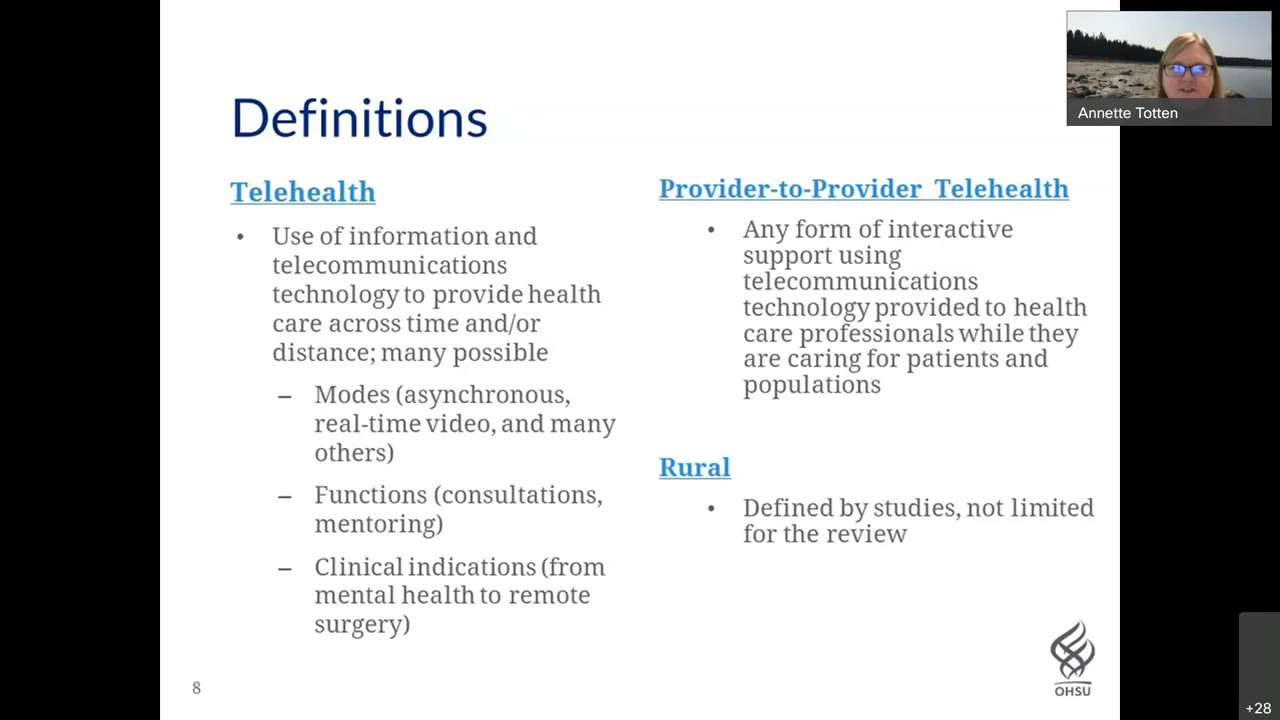 Definitions
Telehealth
• Use of information and
telecommunications
technology to provide health
care across time and/or
distance; many possible
– Modes (asynchronous,
real-time video, and many
others)
– Functions (consultations,
mentoring)
– Clinical indications (from
mental health to remote
surgery)
Provider-to-Provider Telehealth
• Any form of interactive
support using
telecommunications
technology provided to health
care professionals while they
are caring for patients and
populations
Rural
• Defined by studies, not limited
for the review
8
OHSU
Annette Totten
+28